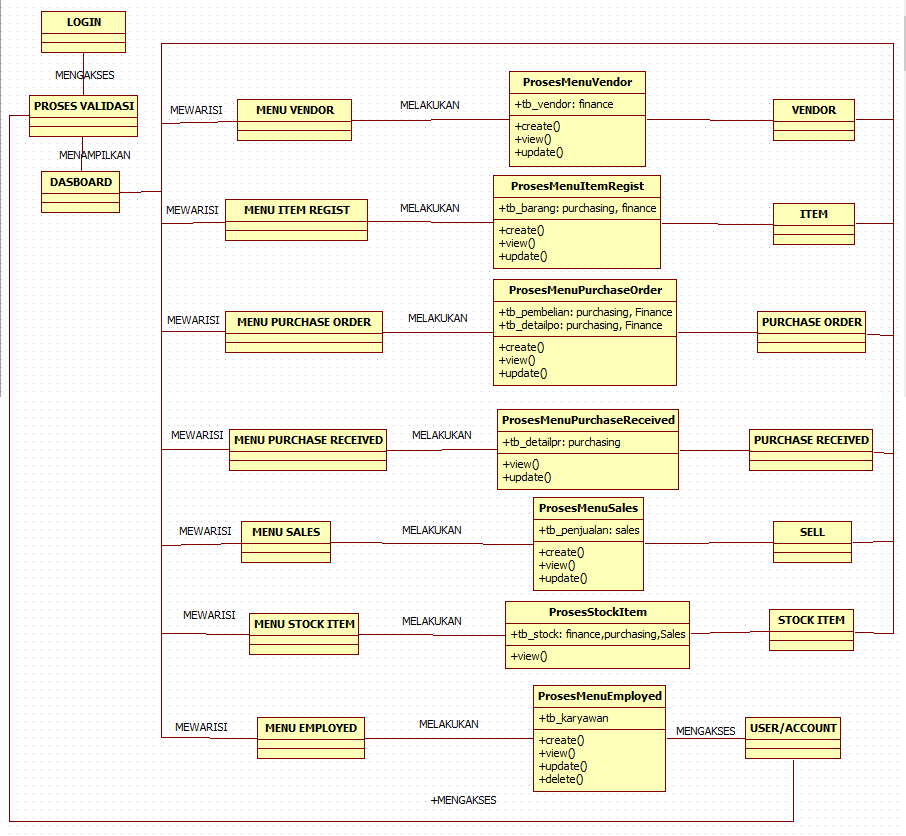 LOGIN
MENGAKSES
PROSES VALIDASI
MENAMPILKAN
DASBOARD
MEWARISI
MENU VENDOR
MELAKUKAN
ProsesMenuVendor
+tb_vendor: finance
+create()
+view()
+update()
VENDOR
MEWARISI
MENU ITEM REGIST
MELAKUKAN
ProsesMenuItemRegist
+tb_barang: purchasing, finance
+create()
+view()
+update()
ITEM
MEWARISI
MENU PURCHASE ORDER
MELAKUKAN
ProsesMenuPurchaseOrder
+tb_pembelian: purchasing, Finance
+tb_detailpo: purchasing, Finance
+create()
+view()
+update()
PURCHASE ORDER
MEWARISI
MENU PURCHASE RECEIVED
MELAKUKAN
ProsesMenuPurchaseReceived
+tb_detailpr: purchasing
+view()
+update()
PURCHASE RECEIVED
MEWARISI
MENU SALES
MELAKUKAN
ProsesMenuSales
+tb_penjualan: sales
+create()
+view()
+update()
SELL
MEWARISI
MENU STOCK ITEM
MELAKUKAN
ProsesStockItem
+tb_stock: finance,purchasing,Sales
+view()
STOCK ITEM
MEWARISI
MENU EMPLOYED
MELAKUKAN
ProsesMenuEmployed
+tb_karyawan
+create()
+view()
+update()
+delete()
MENGAKSES
USER/ACCOUNT
+MENGAKSES